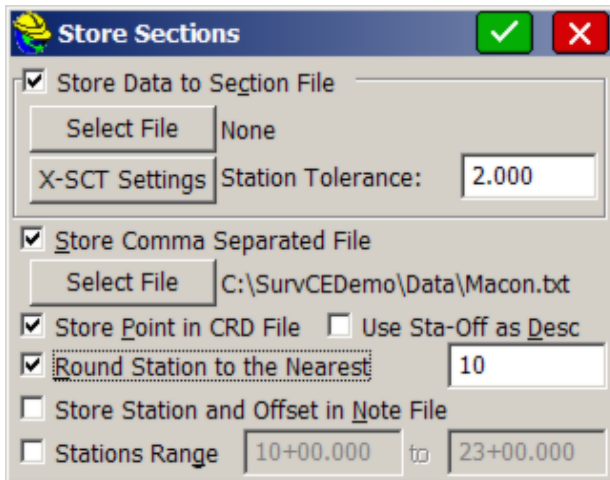 Store Sections
Store Data to Section File
Select File None
X-SCT Settings Station Tolerance: 2.000
Store Comma Separated File
Select File C:\SurvCEDemo\Data\Macon.txt
Store Point in CRD File Use Sta-Off as Desc
Round Station to the Nearest 10
Store Station and Offset in Note File
Stations Range 10+00.000 to 23+00.000